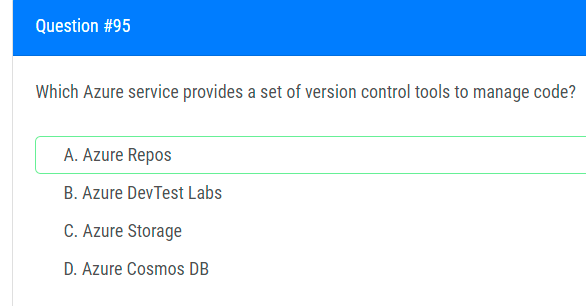 Question #95
Which Azure service provides a set of version control tools to manage code?
A. Azure Repos
B. Azure DevTest Labs
C. Azure Storage
D. Azure Cosmos DB